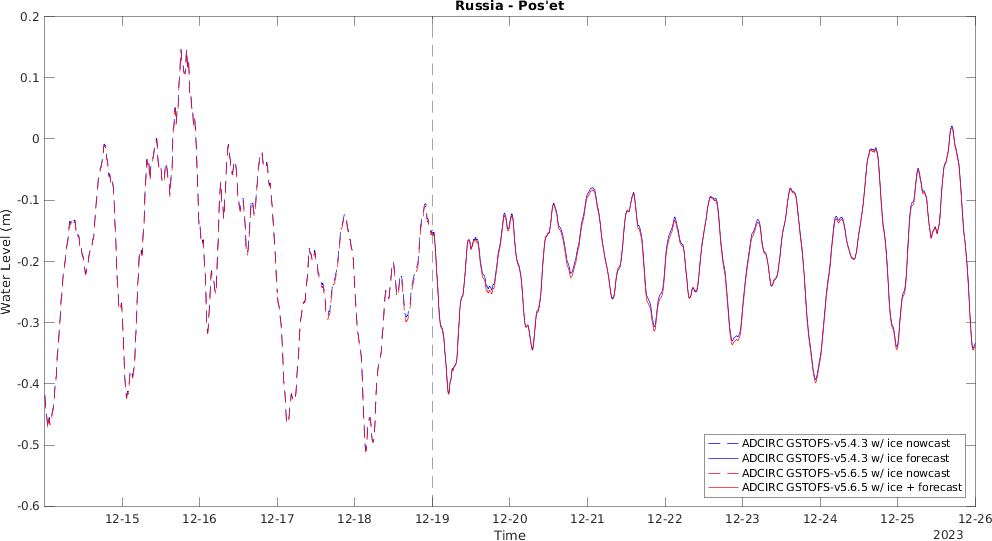 Russia - Pos'et
0.2
0.1
0
-0.1
-0.2
-0.3
-0.4
-0.5
-0.6
Water Level (m)
ADCIRC GSTOFS-v5.4.3 w/ ice nowcast
ADCIRC GSTOFS-v5.4.3 w/ ice forecast
ADCIRC GSTOFS-v5.6.5 w/ ice nowcast
ADCIRC GSTOFS-v5.6.5 w/ ice + forecast
12-15 12-16 12-17 12-18 12-19 12-20 12-21 12-22 12-23 12-24 12-25 12-26
Time
2023